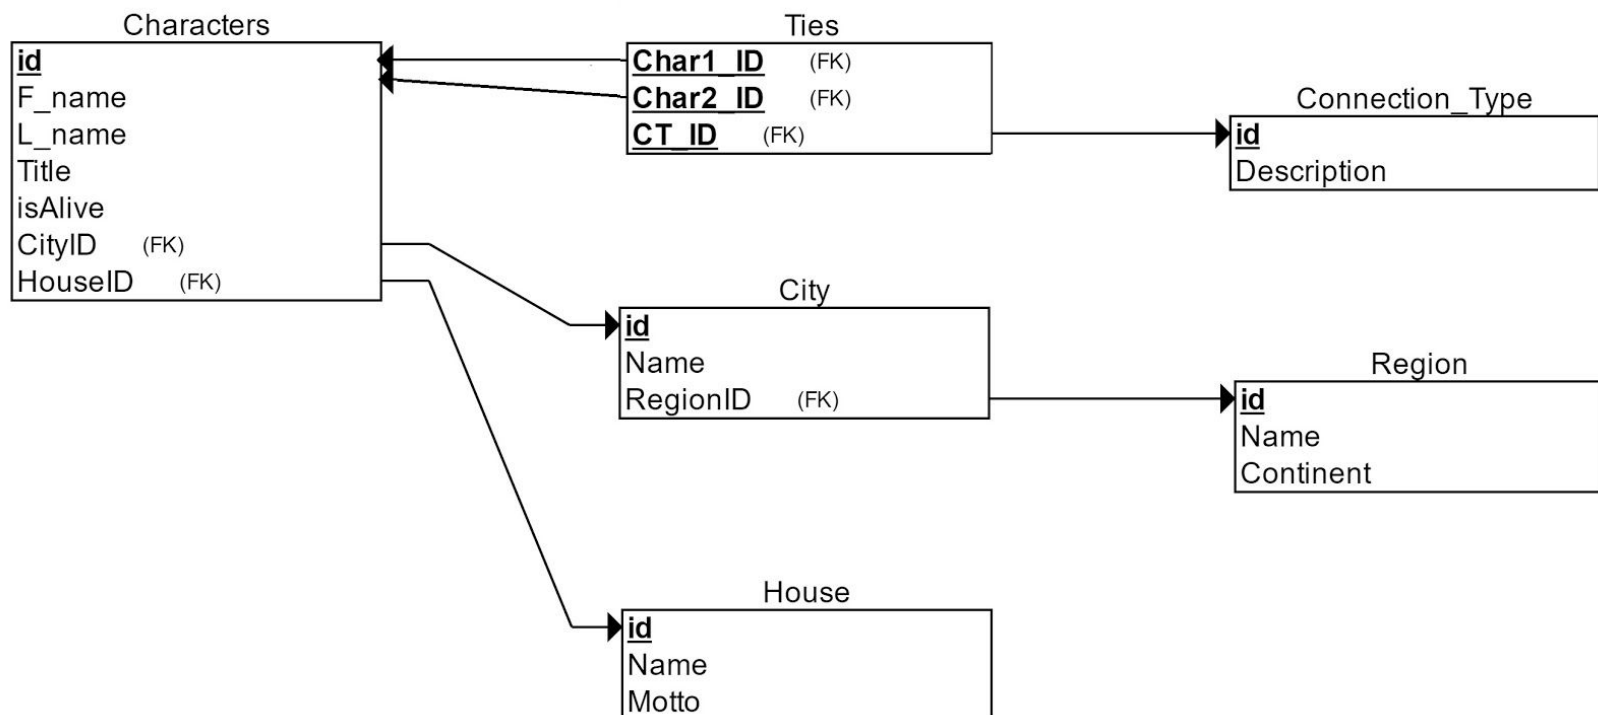 Characters
id
F_name
L_name
Title
isAlive
CityID (FK)
HouseID (FK)
Ties
Char1_ID (FK)
Char2_ID (FK)
CT_ID (FK)
Connection_Type
id
Description
City
id
Name
RegionID (FK)
Region
id
Name
Continent
House
id
Name
Motto